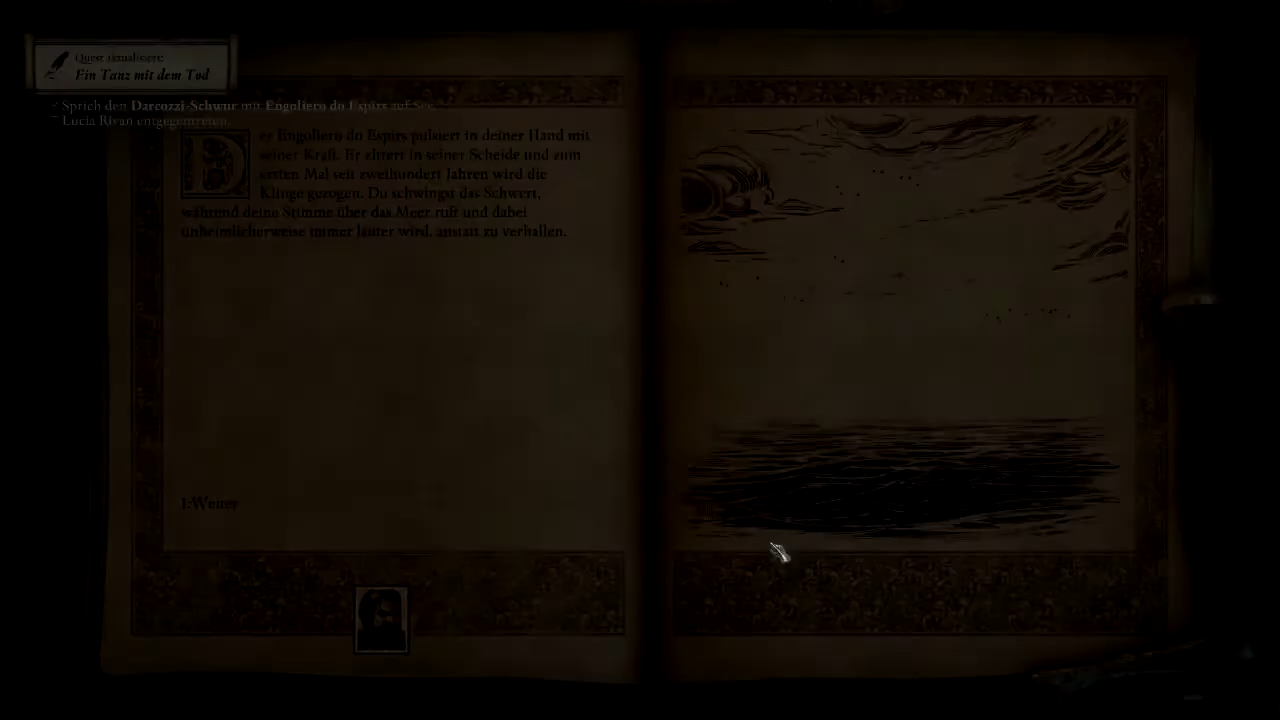 Quest aktualisiert:
Ein Tanz mit dem Tod
Sprich den Darcozzi-Schwur mit Engoliero do Espirs auf See.
Lucia Rivan entgegentreten.
Der Engoliero do Espirs pulsiert in deiner Hand mit
seiner Kraft. Er zittert in seiner Scheide und zum
ersten Mal seit zweihundert Jahren wird die
Klinge gezogen. Du schwingst das Schwert,
während deine Stimme über das Meer ruft und dabei
unheimlicherweise immer lauter wird, anstatt zu verhallen.
1:Weiter